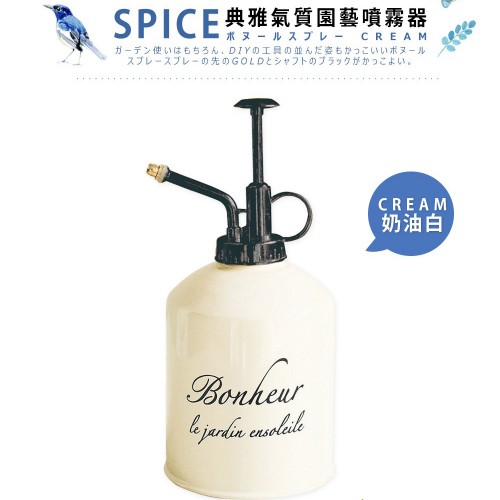 SPICE 典雅氣質園藝噴霧器
ボヌールスプレー CREAM
ガーデン使いはもちろん、DIYの工具の並んだ姿もかっこいいボヌール
スプレースプレーの先のGOLDとシャフトのブラックがかっこよい。
CREAM
奶油白
Bonheur
le jardin ensoleile